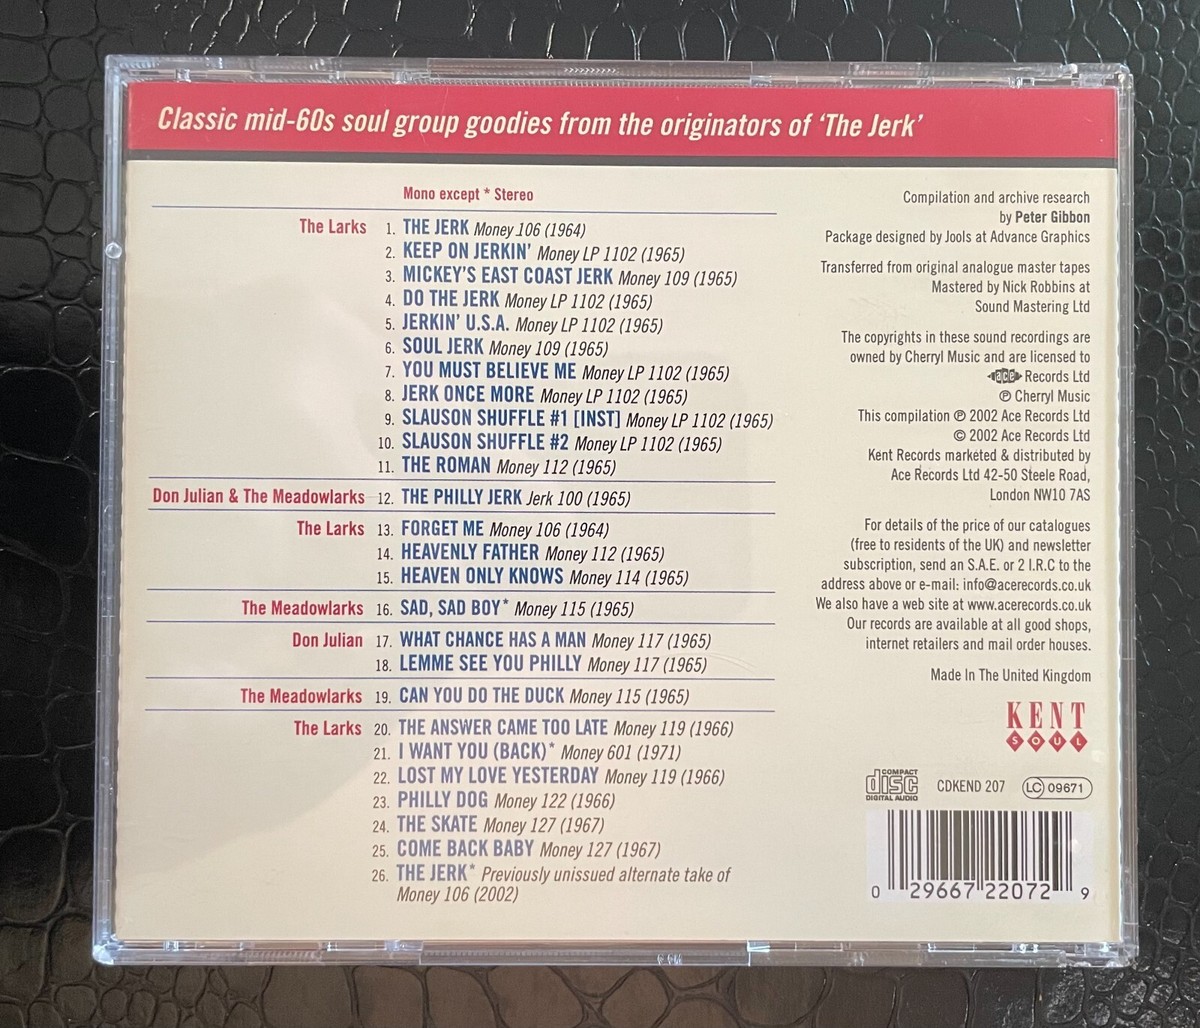 Classic mid-60s soul group goodies from the originators of ‘The Jerk’
Mono except * Stereo
The Larks 1. THE JERK Money 106 (1964)
2. KEEP ON JERKIN’ Money LP 1102 (1965)
3. MICKEY’S EAST COAST JERK Money 109 (1965)
4. DO THE JERK Money LP 1102 (1965)
5. JERKIN’ U.S.A. Money LP 1102 (1965)
6. SOUL JERK Money 109 (1965)
7. YOU MUST BELIEVE ME Money LP 1102 (1965)
8. JERK ONCE MORE Money LP 1102 (1965)
9. SLAUSON SHUFFLE #1 [INST] Money LP 1102 (1965)
10. SLAUSON SHUFFLE #2 Money LP 1102 (1965)
11. THE ROMAN Money 112 (1965)
Don Julian & The Meadowlarks 12. THE PHILLY JERK Jerk 100 (1965)
The Larks 13. FORGET ME Money 106 (1964)
14. HEAVENLY FATHER Money 112 (1965)
15. HEAVEN ONLY KNOWS Money 114 (1965)
The Meadowlarks 16. SAD, SAD BOY* Money 115 (1965)
Don Julian 17. WHAT CHANCE HAS A MAN Money 117 (1965)
18. LEMME SEE YOU PHILLY Money 117 (1965)
The Meadowlarks 19. CAN YOU DO THE DUCK Money 115 (1965)
The Larks 20. THE ANSWER CAME TOO LATE Money 119 (1966)
21. I WANT YOU (BACK)* Money 601 (1971)
22. LOST MY LOVE YESTERDAY Money 119 (1966)
23. PHILLY DOG Money 122 (1966)
24. THE SKATE Money 127 (1967)
25. COME BACK BABY Money 127 (1967)
26. THE JERK* Previously unissued alternate take of
Money 106 (2002)
Compilation and archive research
by Peter Gibbon
Package designed by Jools at Advance Graphics
Transferred from original analogue master tapes
Mastered by Nick Robbins at
Sound Mastering Ltd
The copyrights in these sound recordings are
owned by Cherryl Music and are licensed to
ace Records Ltd
℗ Cherryl Music
This compilation ℗ 2002 Ace Records Ltd
© 2002 Ace Records Ltd
Kent Records marketed & distributed by
Ace Records Ltd 42-50 Steele Road,
London NW10 7AS
For details of the price of our catalogues
(free to residents of the UK) and newsletter
subscription, send an S.A.E. or 2 I.R.C to the
address above or e-mail: info@acerecords.co.uk
We also have a web site at www.acerecords.co.uk
Our records are available at all good shops,
internet retailers and mail order houses.
Made In The United Kingdom
KENT
SOUL
COMPACT
disc
DIGITAL AUDIO
CDKEND 207
LC 09671
0 29667 22072 9